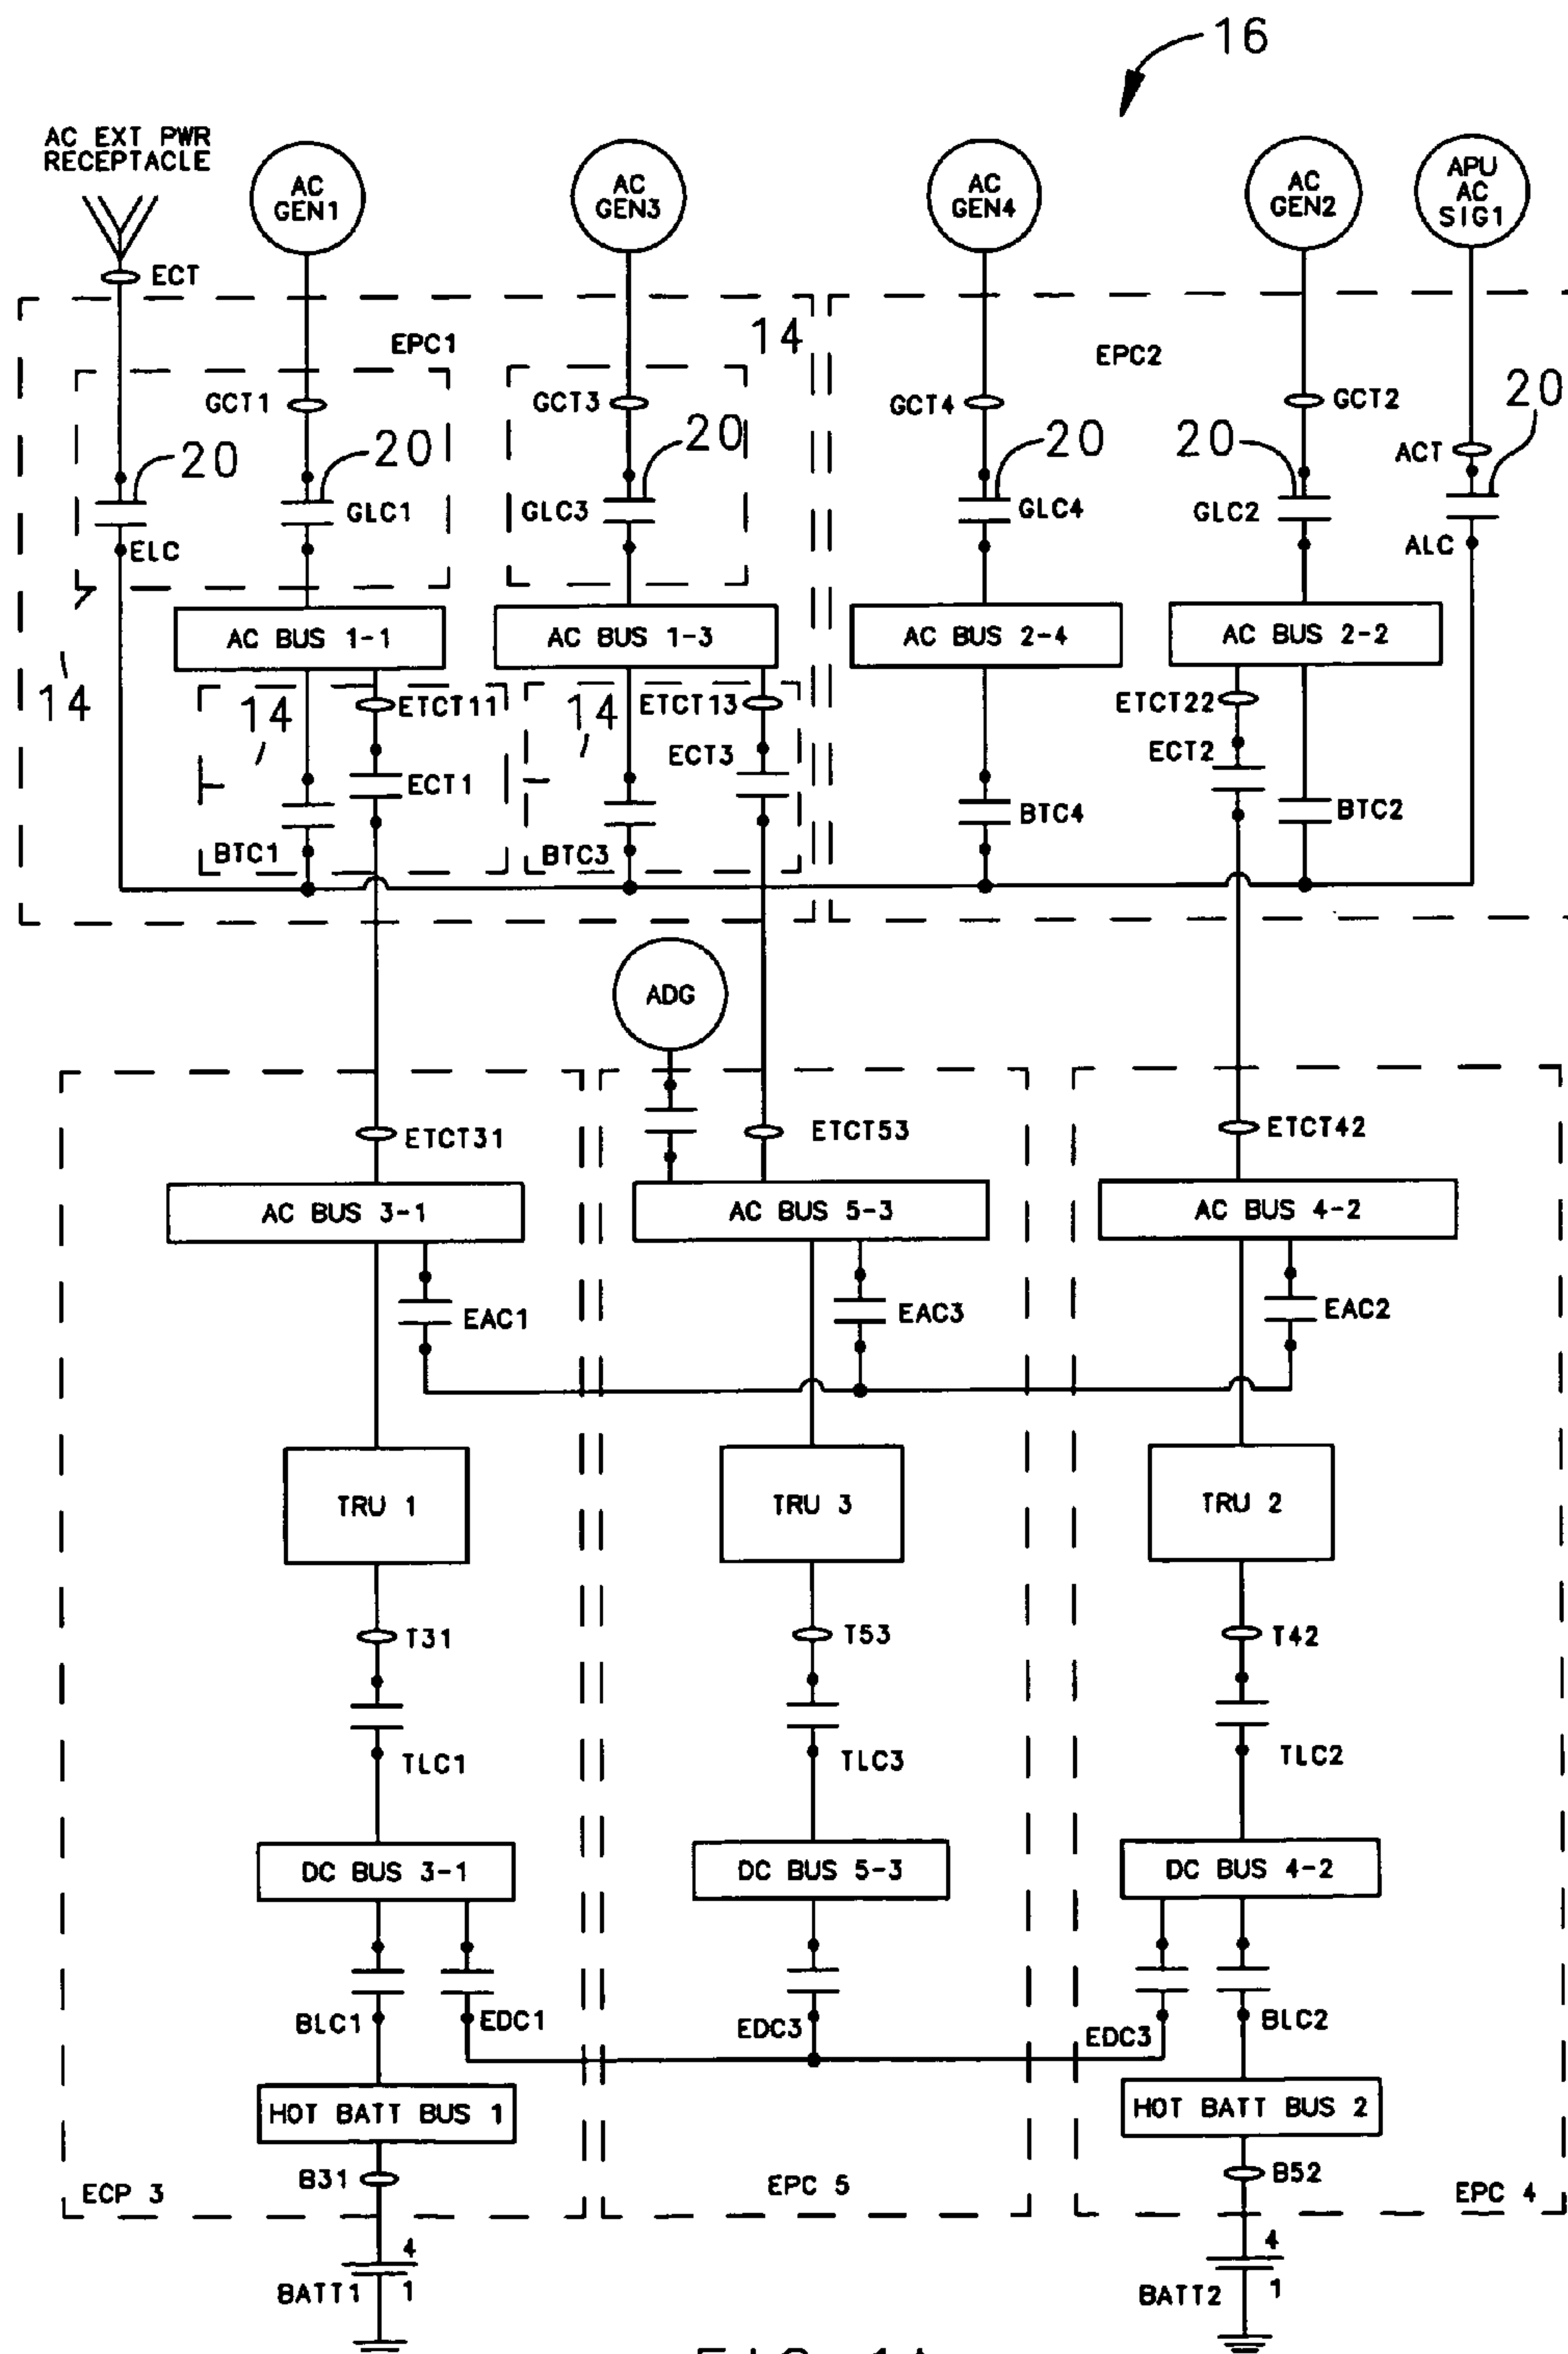 16
AC EXT PWR
RECEPTACLE
AC
GEN1
AC
GEN3
AC
GEN4
AC
GEN2
APU
AC
SIG1
ECT
EPC1
14
EPC2
GCT1
GCT3
GCT4
GCT2
ACT
20
20
20
20
20
20
20
ELC
GLC1
GLC3
GLC4
GLC2
ALC
AC BUS 1-1
AC BUS 1-3
AC BUS 2-4
AC BUS 2-2
14
14
ETCT11
14
ETCT13
ETCT22
ECT1
ECT3
ECT2
BTC1
BTC3
BTC4
BTC2
ADG
ETCT31
ETCT53
ETCT42
AC BUS 3-1
AC BUS 5-3
AC BUS 4-2
EAC1
EAC3
EAC2
TRU 1
TRU 3
TRU 2
T31
T53
T42
TLC1
TLC3
TLC2
DC BUS 3-1
DC BUS 5-3
DC BUS 4-2
BLC1
EDC1
EDC3
EDC3
BLC2
HOT BATT BUS 1
HOT BATT BUS 2
B31
B52
ECP 3
EPC 5
EPC 4
4
BATT1
1
4
BATT2
1